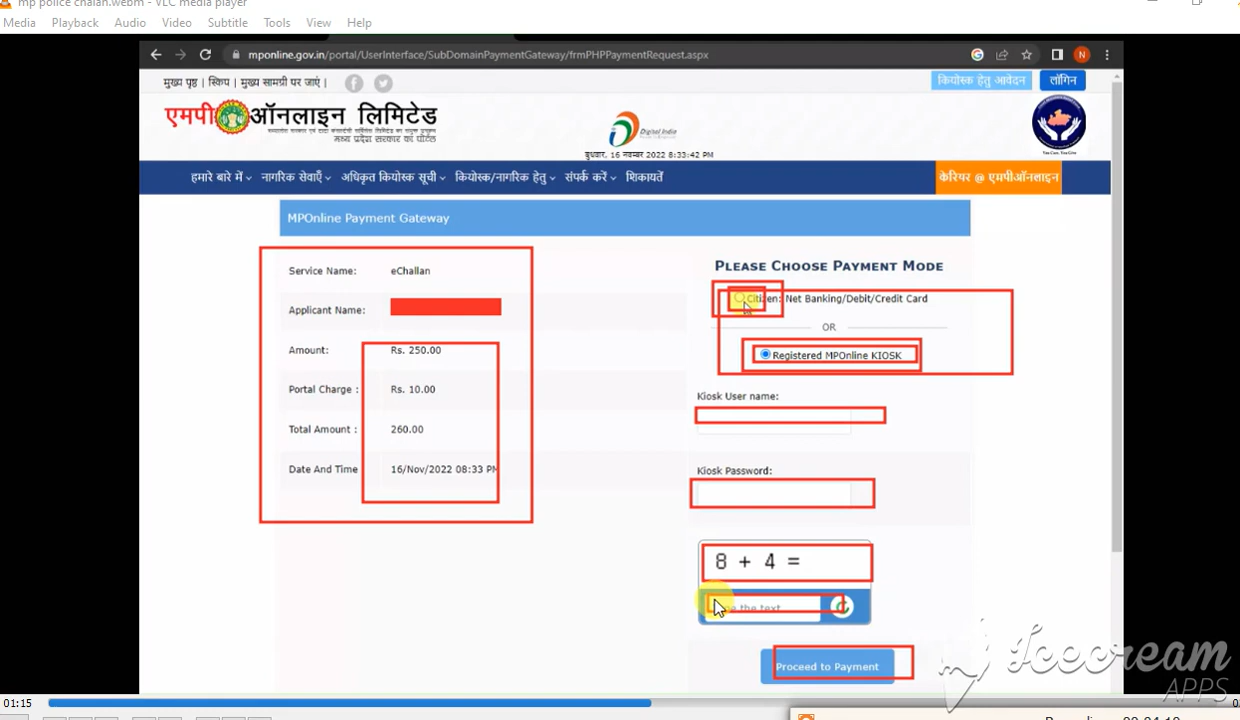 mp police chalan.webm - VLC media player
Media Playback Audio Video Subtitle Tools View Help
mponline.gov.in/portal/UserInterface/SubDomainPaymentGateway/frmPHPPaymentRequest.aspx
N
मुख्य पृष्ठ | स्किप | मुख्य सामग्री पर जाएं |
कियोस्क हेतु आवेदन
लॉगिन
एमपी ऑनलाइन लिमिटेड
मध्य प्रदेश सरकार का पोर्टल
Digital India
बुधवार, 16 नवम्बर 2022 8:33:42 PM
हमारे बारे में नागरिक सेवाएँ अधिकृत कियोस्क सूची कियोस्क/नागरिक हेतु संपर्क करें शिकायतें
केरियर @ एमपीऑनलाइन
MPOnline Payment Gateway
Service Name: eChallan
Applicant Name:
Amount: Rs. 250.00
Portal Charge : Rs. 10.00
Total Amount : 260.00
Date And Time 16/Nov/2022 08:33 PM
PLEASE CHOOSE PAYMENT MODE
Citizen: Net Banking/Debit/Credit Card
OR
Registered MPOnline KIOSK
Kiosk User name:
Kiosk Password:
8 + 4 =
the text
Proceed to Payment
Icecream
APPS
01:15